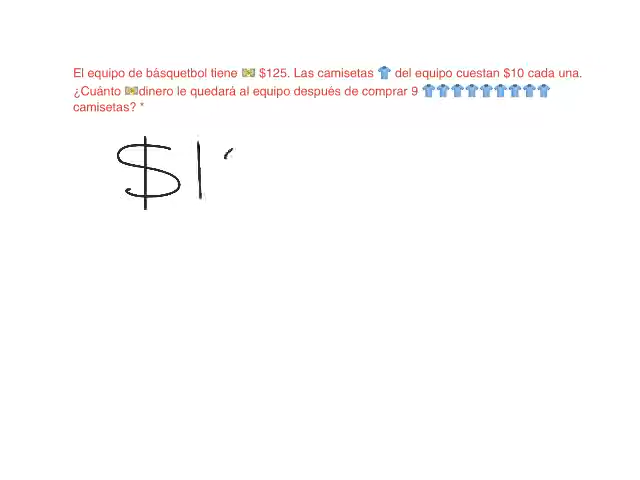 El equipo de básquetbol tiene 💵 $125. Las camisetas 👕 del equipo cuestan $10 cada una.
¿Cuánto 💵dinero le quedará al equipo después de comprar 9 👕👕👕👕👕👕👕👕👕
camisetas? *
$1